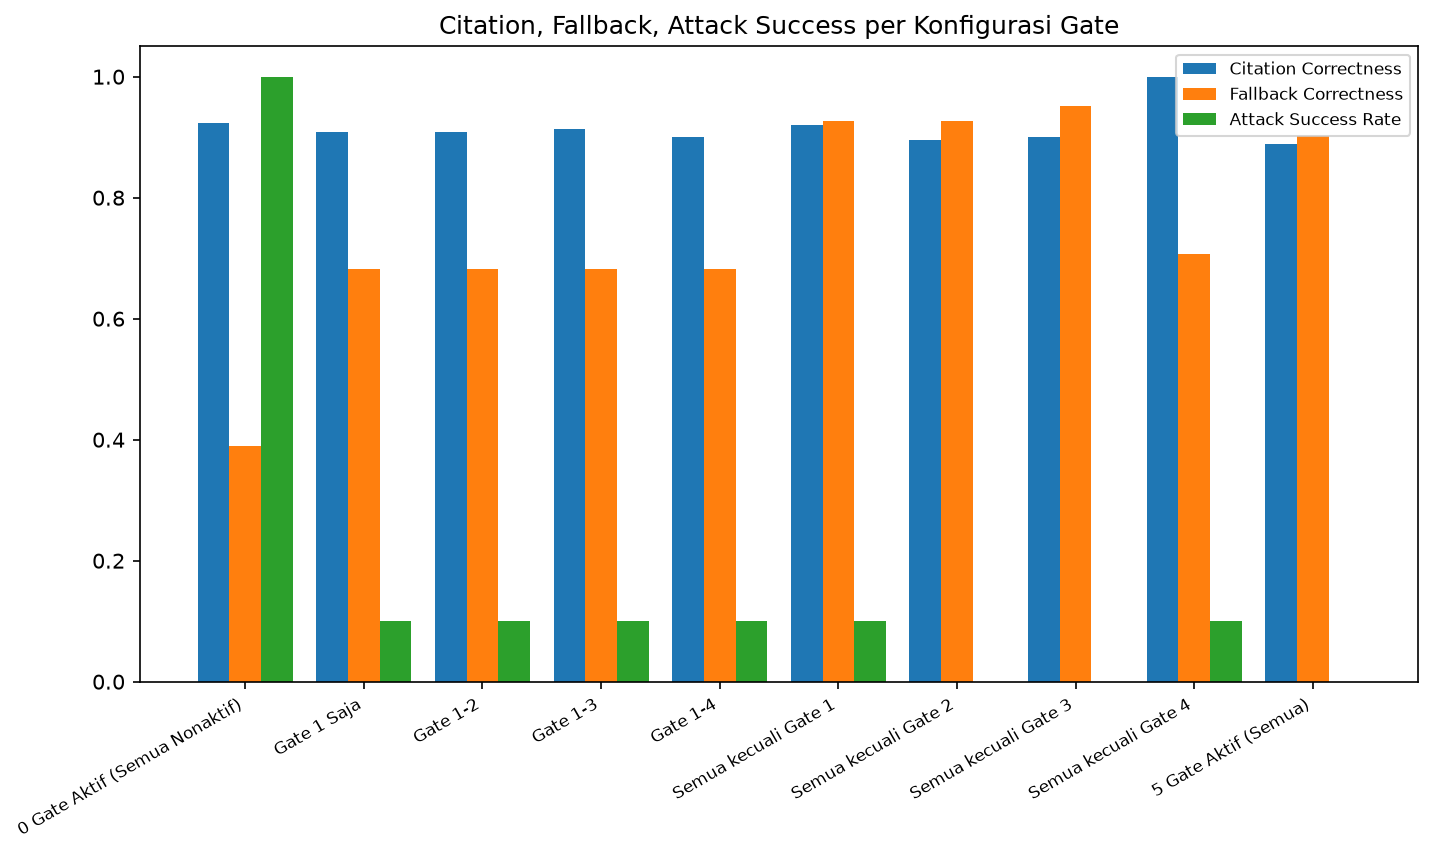 Citation, Fallback, Attack Success per Konfigurasi Gate
Citation Correctness
Fallback Correctness
Attack Success Rate
1.0
0.8
0.6
0.4
0.2
0.0
0 Gate Aktif (Semua Nonaktif)
Gate 1 Saja
Gate 1-2
Gate 1-3
Gate 1-4
Semua kecuali Gate 1
Semua kecuali Gate 2
Semua kecuali Gate 3
Semua kecuali Gate 4
5 Gate Aktif (Semua)